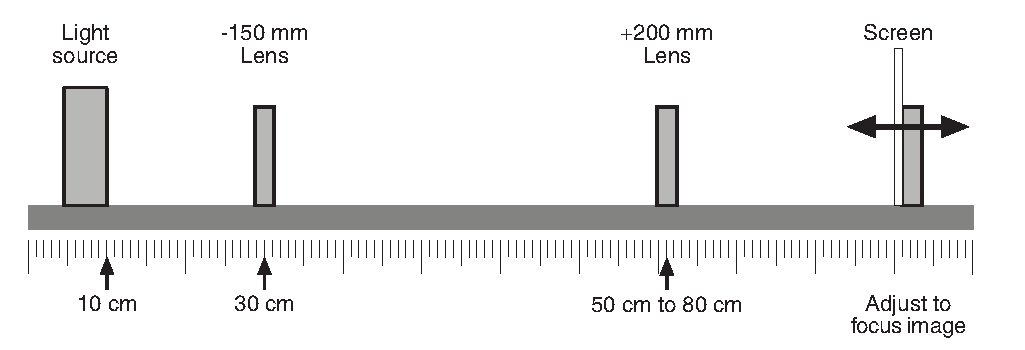 Light
source
-150 mm
Lens
+200 mm
Lens
Screen
10 cm
30 cm
50 cm to 80 cm
Adjust to
focus image